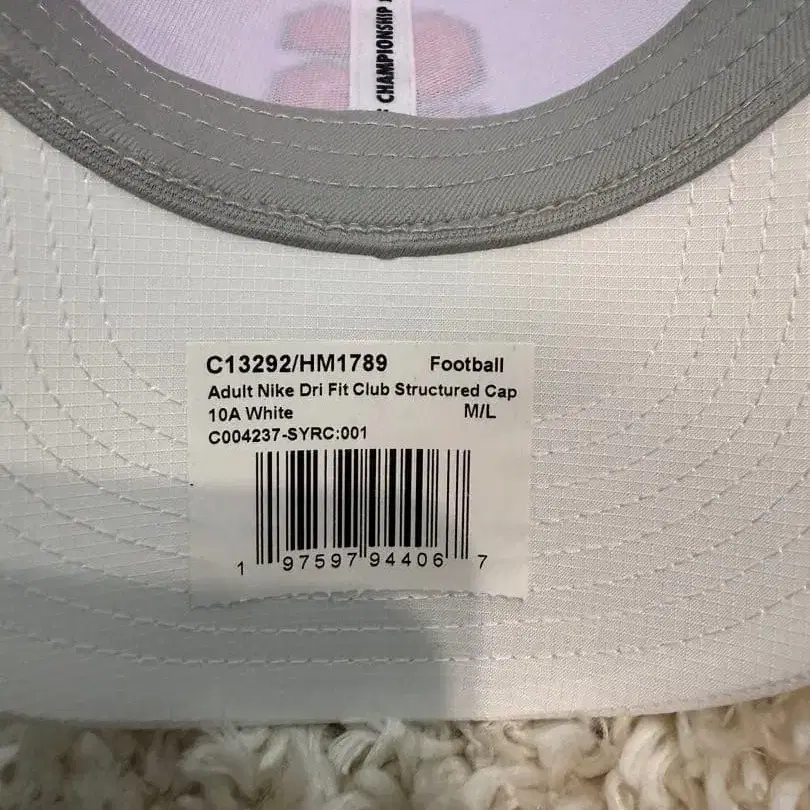 CHAMPIONSHIP
C13292/HM1789 Football
Adult Nike Dri Fit Club Structured Cap
10A White M/L
C004237-SYRC:001
1 97597 94406 7